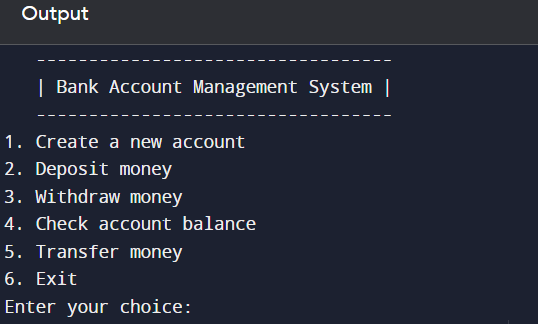 Output
----------------------------------
| Bank Account Management System |
----------------------------------
1. Create a new account
2. Deposit money
3. Withdraw money
4. Check account balance
5. Transfer money
6. Exit
Enter your choice: